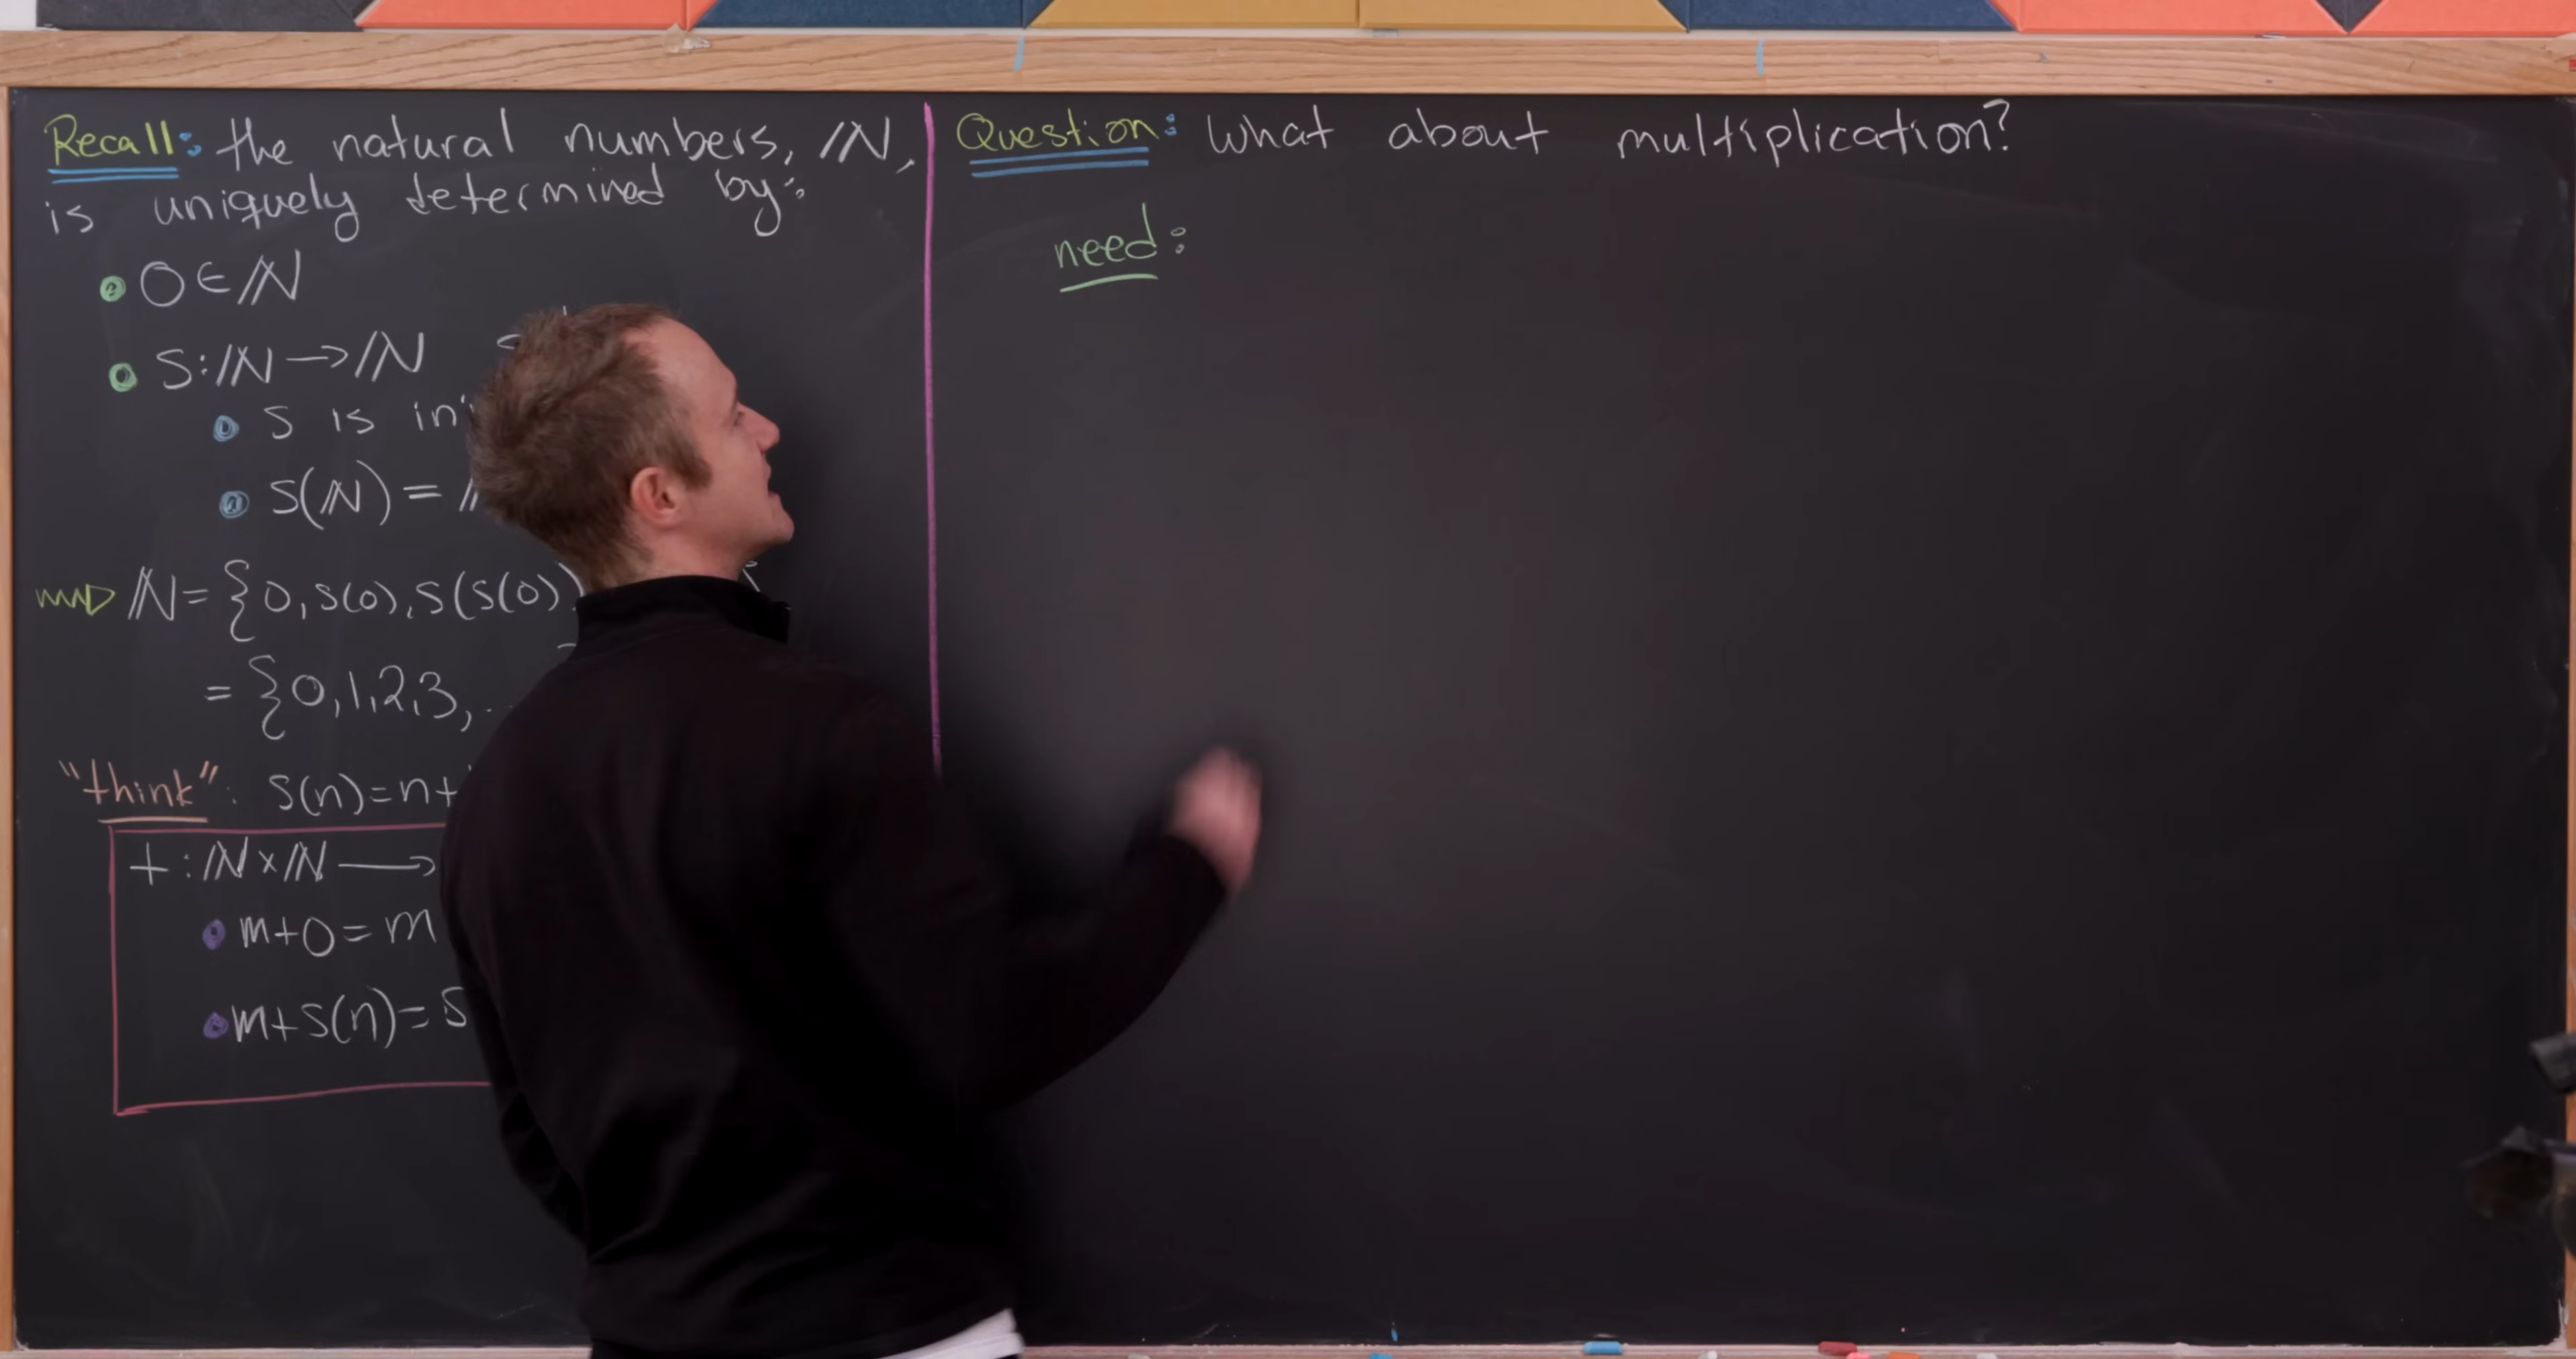 Recall: the natural numbers, ℕ,
is uniquely determined by:
• 0 ∈ ℕ
• S: ℕ → ℕ
• S is
• S(ℕ) =
ℕ = {0, S(0), S(S(0)
= {0, 1, 2, 3, ..
"think": S(n) = n +
+ : ℕ × ℕ ⟶
• m + 0 = m
• m + S(n) = S
Question: What about multiplication?
need: